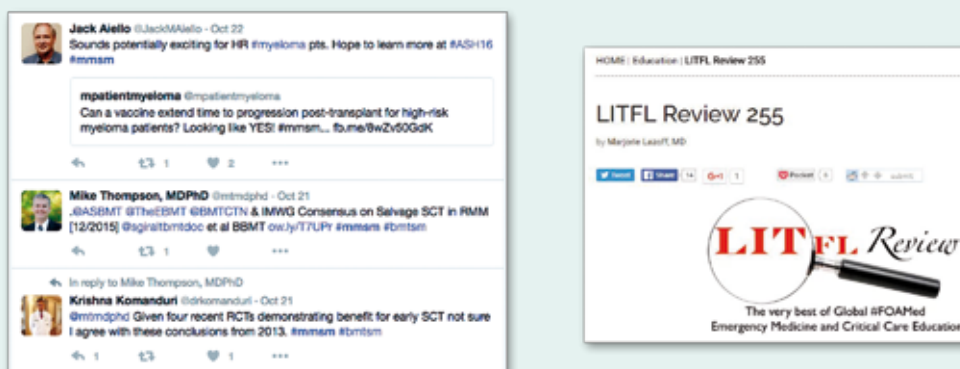 Jack Aiello @JackMAiello - Oct 22
Sounds potentially exciting for HR #myeloma pts. Hope to learn more at #ASH16
#mmsm
mpatientmyeloma @mpatientmyeloma
Can a vaccine extend time to progression post-transplant for high-risk
myeloma patients? Looking like YES! #mmsm... fb.me/8wZv50GdK
1 2
Mike Thompson, MDPhD @mtmdphd - Oct 21
.@ASBMT @TheEBMT @BMTCTN & IMWG Consensus on Salvage SCT in RMM
[12/2015] @sgiraltbmtdoc et al BBMT ow.ly/T7UPr #mmsm #bmtsm
1
In reply to Mike Thompson, MDPhD
Krishna Komanduri @drkomanduri - Oct 21
@mtmdphd Given four recent RCTs demonstrating benefit for early SCT not sure
I agree with these conclusions from 2013. #mmsm #bmtsm
1 1
HOME | Education | LITFL Review 255
LITFL Review 255
by Marjorie Lazoff, MD
Tweet Share 14 G+1 1 Pocket submit
LITFL Review
The very best of Global #FOAMed
Emergency Medicine and Critical Care Education